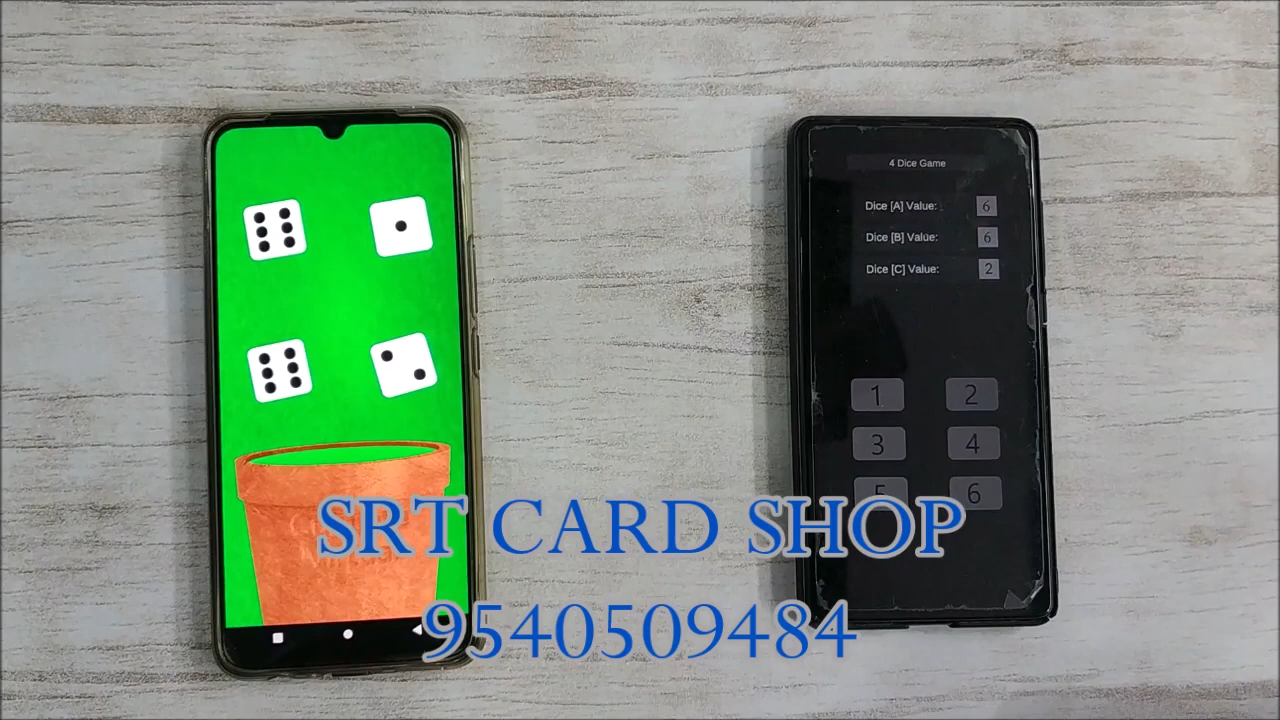 4 Dice Game
Dice [A] Value: 6
Dice [B] Value: 6
Dice [C] Value: 2
1 2
3 4
5 6
SRT CARD SHOP
9540509484